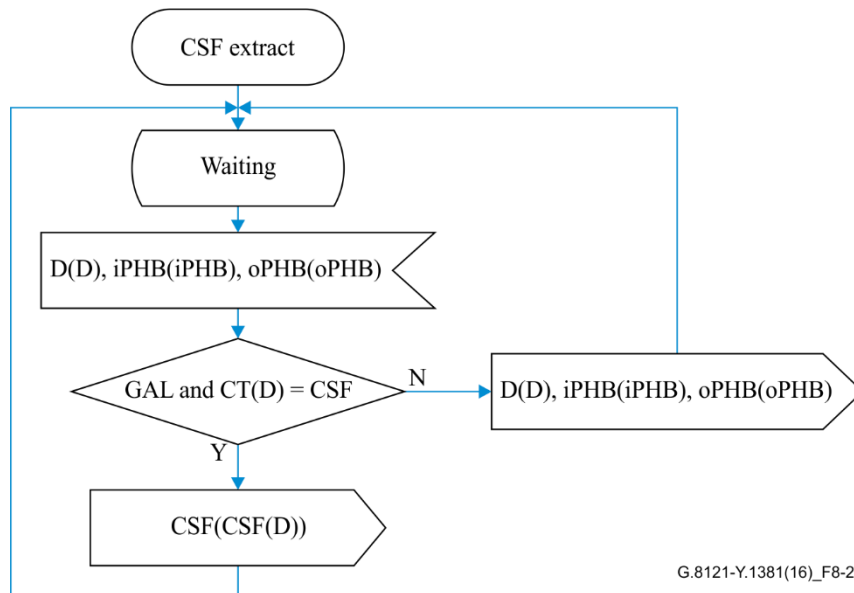 CSF extract
Waiting
D(D), iPHB(iPHB), oPHB(oPHB)
GAL and CT(D) = CSF
N
D(D), iPHB(iPHB), oPHB(oPHB)
Y
CSF(CSF(D))
G.8121-Y.1381(16)_F8-2